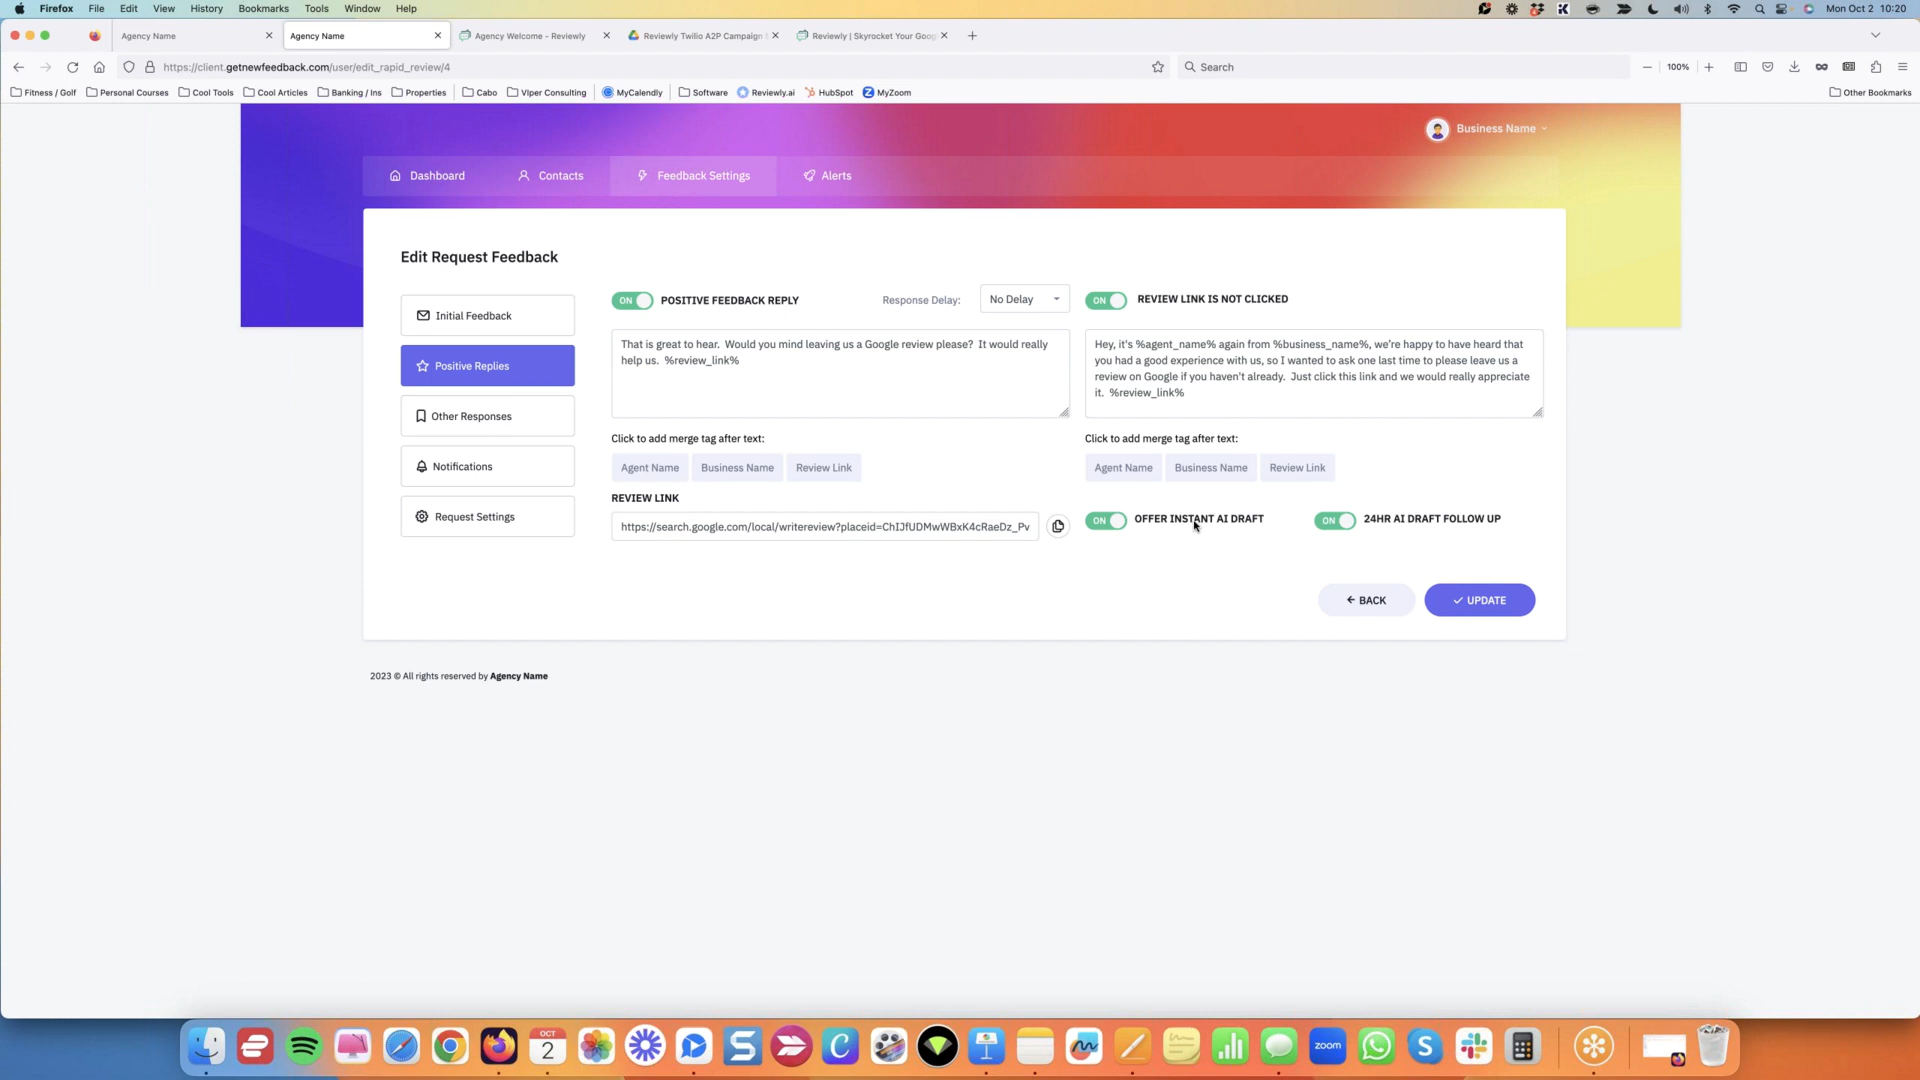 Firefox File Edit View History Bookmarks Tools Window Help
Mon Oct 2 10:20
Agency Name
Agency Name
Agency Welcome - Reviewly
Reviewly Twilio A2P Campaign
Reviewly | Skyrocket Your Goog
https://client.getnewfeedback.com/user/edit_rapid_review/4
Search
100%
Fitness / Golf Personal Courses Cool Tools Cool Articles Banking / Ins Properties Cabo VIper Consulting MyCalendly Software Reviewly.ai HubSpot MyZoom Other Bookmarks
Business Name
Dashboard Contacts Feedback Settings Alerts
Edit Request Feedback
Initial Feedback
Positive Replies
Other Responses
Notifications
Request Settings
ON POSITIVE FEEDBACK REPLY
Response Delay: No Delay
That is great to hear. Would you mind leaving us a Google review please? It would really
help us. %review_link%
Click to add merge tag after text:
Agent Name Business Name Review Link
REVIEW LINK
https://search.google.com/local/writereview?placeid=ChIJfUDMwWBxK4cRaeDz_Pv
ON REVIEW LINK IS NOT CLICKED
Hey, it's %agent_name% again from %business_name%, we're happy to have heard that
you had a good experience with us, so I wanted to ask one last time to please leave us a
review on Google if you haven't already. Just click this link and we would really appreciate
it. %review_link%
Click to add merge tag after text:
Agent Name Business Name Review Link
ON OFFER INSTANT AI DRAFT
ON 24HR AI DRAFT FOLLOW UP
BACK
UPDATE
2023 © All rights reserved by Agency Name
OCT
2
zoom